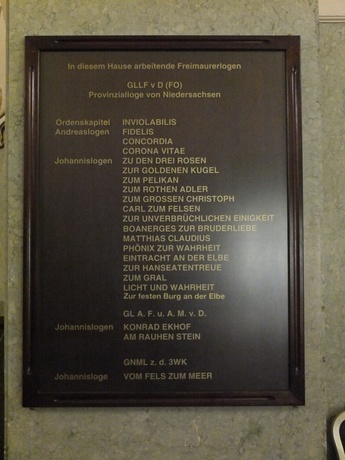 In diesem Hause arbeitende Freimaurerlogen
GLLF v D (FO)
Provinzialloge von Niedersachsen
Ordenskapitel INVIOLABILIS
Andreaslogen FIDELIS
CONCORDIA
CORONA VITAE
Johannislogen ZU DEN DREI ROSEN
ZUR GOLDENEN KUGEL
ZUM PELIKAN
ZUM ROTHEN ADLER
ZUM GROSSEN CHRISTOPH
CARL ZUM FELSEN
ZUR UNVERBRÜCHLICHEN EINIGKEIT
BOANERGES ZUR BRUDERLIEBE
MATTHIAS CLAUDIUS
PHÖNIX ZUR WAHRHEIT
EINTRACHT AN DER ELBE
ZUR HANSEATENTREUE
ZUM GRAL
LICHT UND WAHRHEIT
Zur festen Burg an der Elbe
GL A. F. u. A. M. v. D.
Johannislogen KONRAD EKHOF
AM RAUHEN STEIN
GNML z. d. 3WK
Johannisloge VOM FELS ZUM MEER